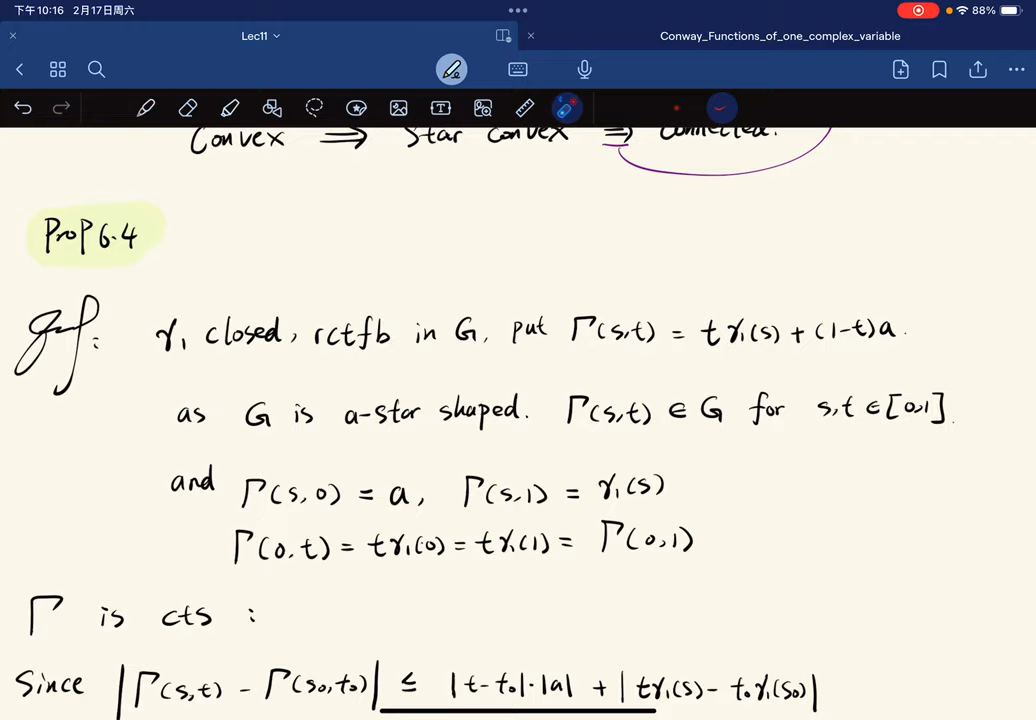 下午10:16 2月17日周六
88%
Lec11
Conway_Functions_of_one_complex_variable
Convex ⟹ Star convex ⟹ connected.
Prop 6.4
proof: γ₁ closed, rctfb in G, put Γ(s,t) = tγ₁(s) + (1-t)a.
as G is a-star shaped. Γ(s,t) ∈ G for s,t ∈ [0,1].
and Γ(s,0) = a, Γ(s,1) = γ₁(s)
Γ(0,t) = tγ₁(0) = tγ₁(1) = Γ(0,1)
Γ is cts :
Since |Γ(s,t) - Γ(s₀,t₀)| ≤ |t-t₀|·|a| + |tγ₁(s) - t₀γ₁(s₀)|